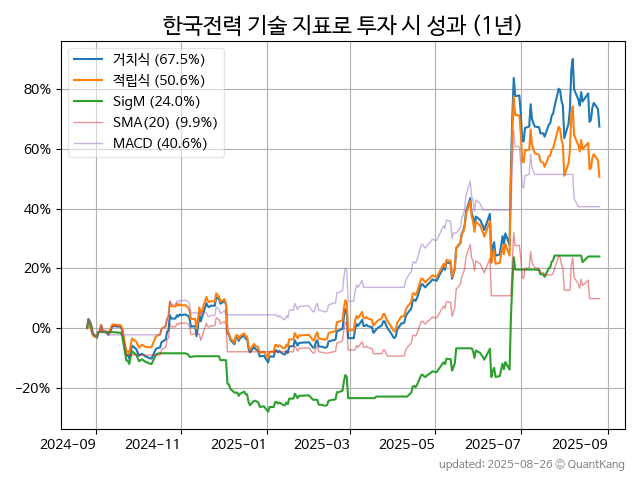 한국전력 기술 지표로 투자 시 성과 (1년)
거치식 (67.5%)
적립식 (50.6%)
SigM (24.0%)
SMA(20) (9.9%)
MACD (40.6%)
80%
60%
40%
20%
0%
−20%
2024-09 2024-11 2025-01 2025-03 2025-05 2025-07 2025-09
updated: 2025-08-26 © QuantKang